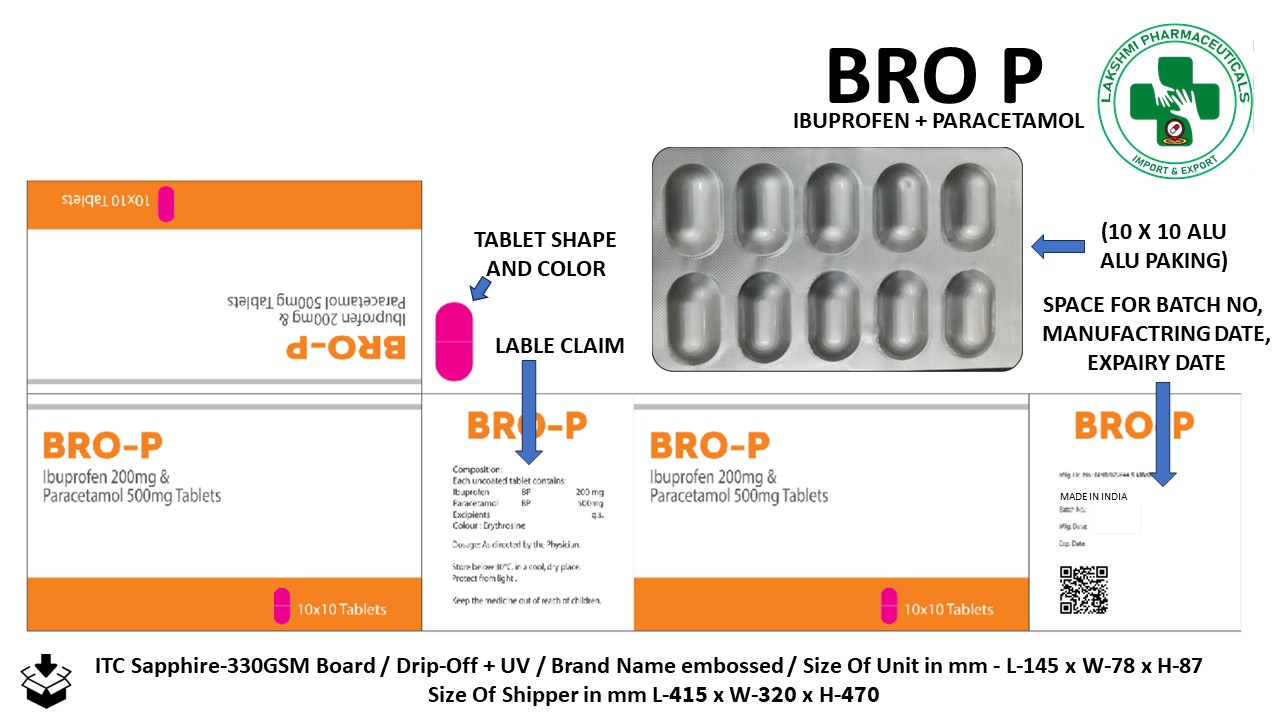 BRO P
IBUPROFEN + PARACETAMOL
LAKSHMI PHARMACEUTICALS
IMPORT & EXPORT
10x10 Tablets
Paracetamol 500mg Tablets
Ibuprofen 200mg &
BRO-P
TABLET SHAPE
AND COLOR
LABLE CLAIM
(10 X 10 ALU
ALU PAKING)
SPACE FOR BATCH NO,
MANUFACTRING DATE,
EXPAIRY DATE
BRO-P
Ibuprofen 200mg &
Paracetamol 500mg Tablets
10x10 Tablets
BRO-P
Composition:
Each uncoated tablet contains:
Ibuprofen BP 200 mg
Paracetamol BP 500mg
Excipients q.s.
Colour : Erythrosine
Dosage: As directed by the Physician.
Store below 30°C. in a cool, dry place.
Protect from light .
Keep the medicine out of reach of children.
BRO-P
Ibuprofen 200mg &
Paracetamol 500mg Tablets
10x10 Tablets
BRO-P
Mfg. Lic. No.:
MADE IN INDIA
Batch No.:
Mfg. Date:
Exp. Date
ITC Sapphire-330GSM Board / Drip-Off + UV / Brand Name embossed / Size Of Unit in mm - L-145 x W-78 x H-87
Size Of Shipper in mm L-415 x W-320 x H-470